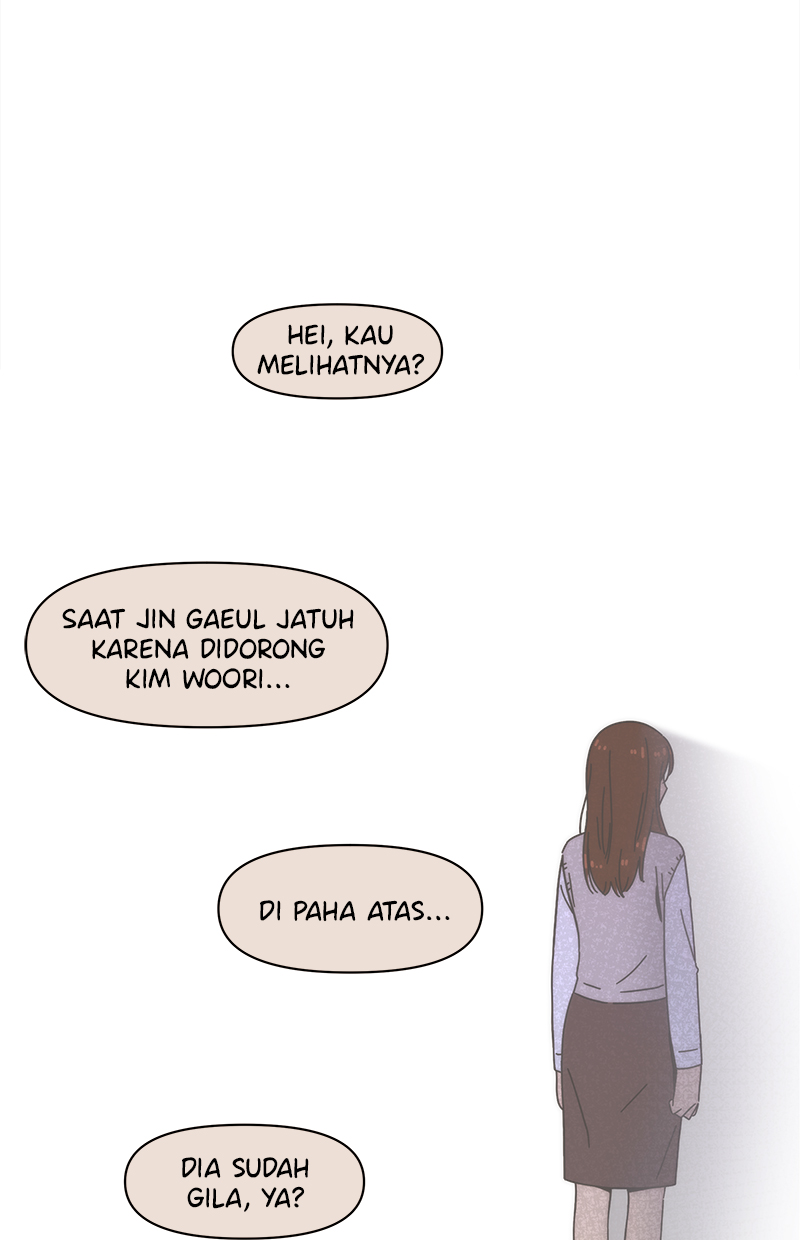 HEI, KAU
MELIHATNYA?
SAAT JIN GAEUL JATUH
KARENA DIDORONG
KIM WOORI...
DI PAHA ATAS...
DIA SUDAH
GILA, YA?